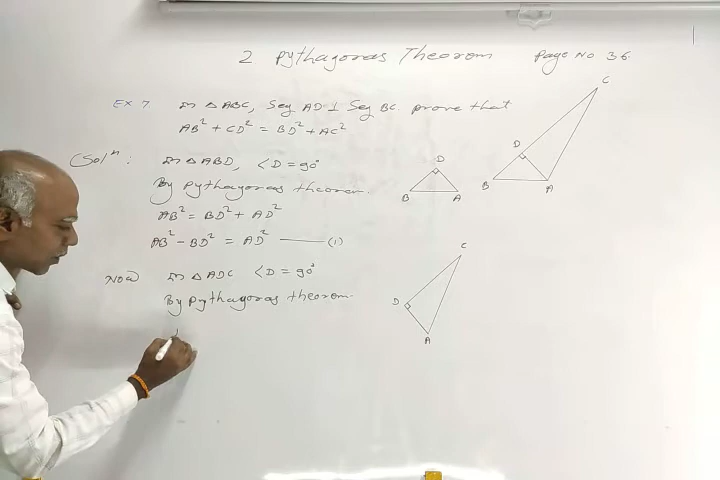 2 Pythagoras Theorom Page No 36.
Ex 7 In △ABC, Seg AD ⊥ Seg BC. prove that
AB² + CD² = BD² + AC²
Solⁿ: In △ABD, <D = 90°
By Pythagoras theorem.
AB² = BD² + AD²
AB² - BD² = AD² —— (1)
Now In △ADC <D = 90°
By Pythagoras theorom.
C
D
B
A
D
B
A
C
D
A